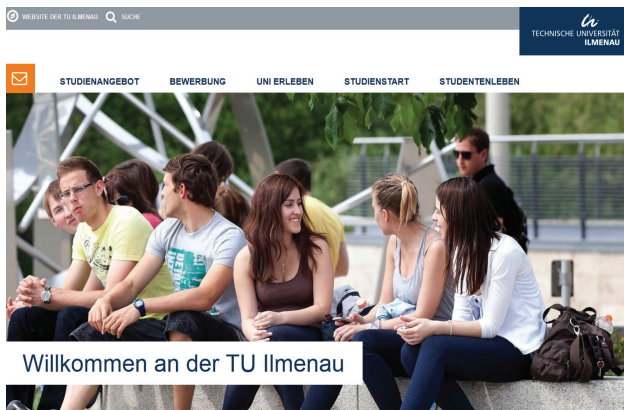 WEBSITE DER TU ILMENAU SUCHE
TECHNISCHE UNIVERSITÄT
ILMENAU
STUDIENANGEBOT BEWERBUNG UNI ERLEBEN STUDIENSTART STUDENTENLEBEN
Willkommen an der TU Ilmenau